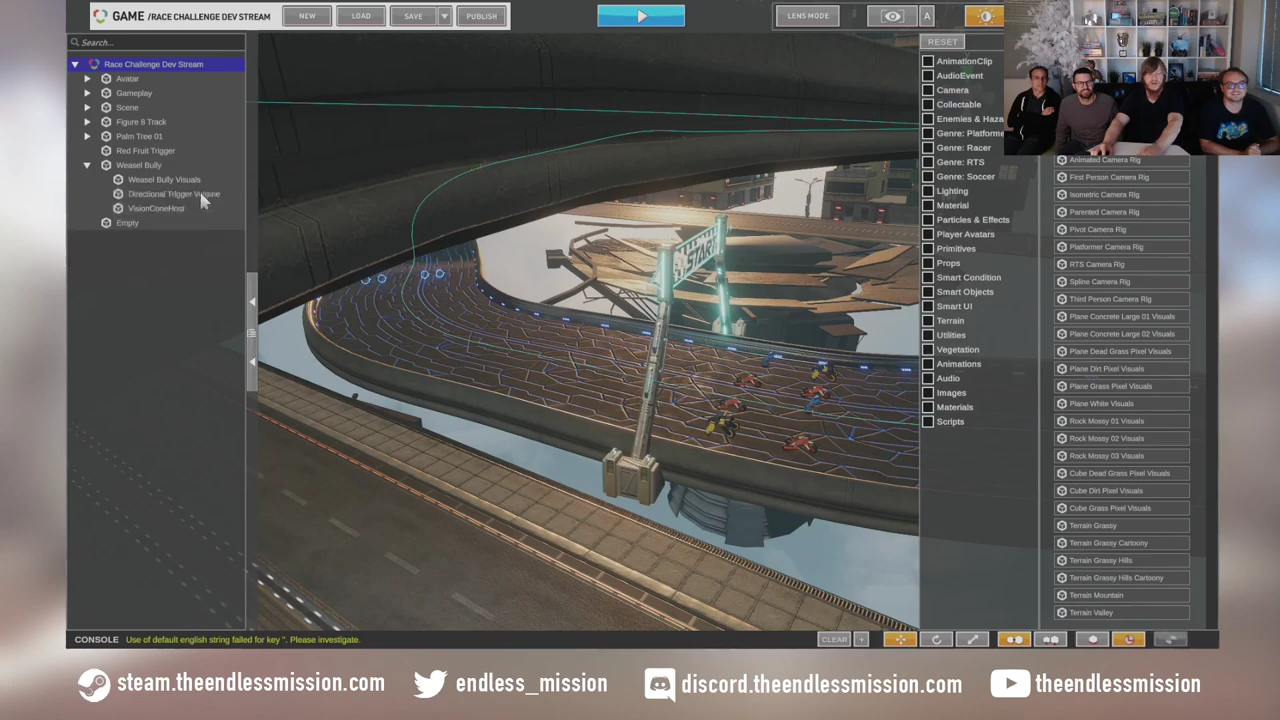 GAME /RACE CHALLENGE DEV STREAM
NEW
LOAD
SAVE
PUBLISH
LENS MODE
A
Search...
Race Challenge Dev Stream
Avatar
Gameplay
Scene
Figure 8 Track
Palm Tree 01
Red Fruit Trigger
Weasel Bully
Weasel Bully Visuals
Directional Trigger
VisionConeHost
Empty
START
RESET
AnimationClip
AudioEvent
Camera
Collectable
Enemies & Haza
Genre: Platforme
Genre: Racer
Genre: RTS
Genre: Soccer
Lighting
Material
Particles & Effects
Player Avatars
Primitives
Props
Smart Condition
Smart Objects
Smart UI
Terrain
Utilities
Vegetation
Animations
Audio
Images
Materials
Scripts
Animated Camera Rig
First Person Camera Rig
Isometric Camera Rig
Parented Camera Rig
Pivot Camera Rig
Platformer Camera Rig
RTS Camera Rig
Spline Camera Rig
Third Person Camera Rig
Plane Concrete Large 01 Visuals
Plane Concrete Large 02 Visuals
Plane Dead Grass Pixel Visuals
Plane Dirt Pixel Visuals
Plane Grass Pixel Visuals
Plane White Visuals
Rock Mossy 01 Visuals
Rock Mossy 02 Visuals
Rock Mossy 03 Visuals
Cube Dead Grass Pixel Visuals
Cube Dirt Pixel Visuals
Cube Grass Pixel Visuals
Terrain Grassy
Terrain Grassy Cartoony
Terrain Grassy Hills
Terrain Grassy Hills Cartoony
Terrain Mountain
Terrain Valley
CONSOLE Use of default english string failed for key ''. Please investigate.
CLEAR
+
steam.theendlessmission.com
endless_mission
discord.theendlessmission.com
theendlessmission